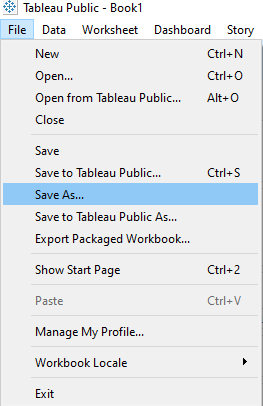 Tableau Public - Book1
File Data Worksheet Dashboard Story
New Ctrl+N
Open... Ctrl+O
Open from Tableau Public... Alt+O
Close
Save
Save to Tableau Public... Ctrl+S
Save As...
Save to Tableau Public As...
Export Packaged Workbook...
Show Start Page Ctrl+2
Paste Ctrl+V
Manage My Profile...
Workbook Locale
Exit